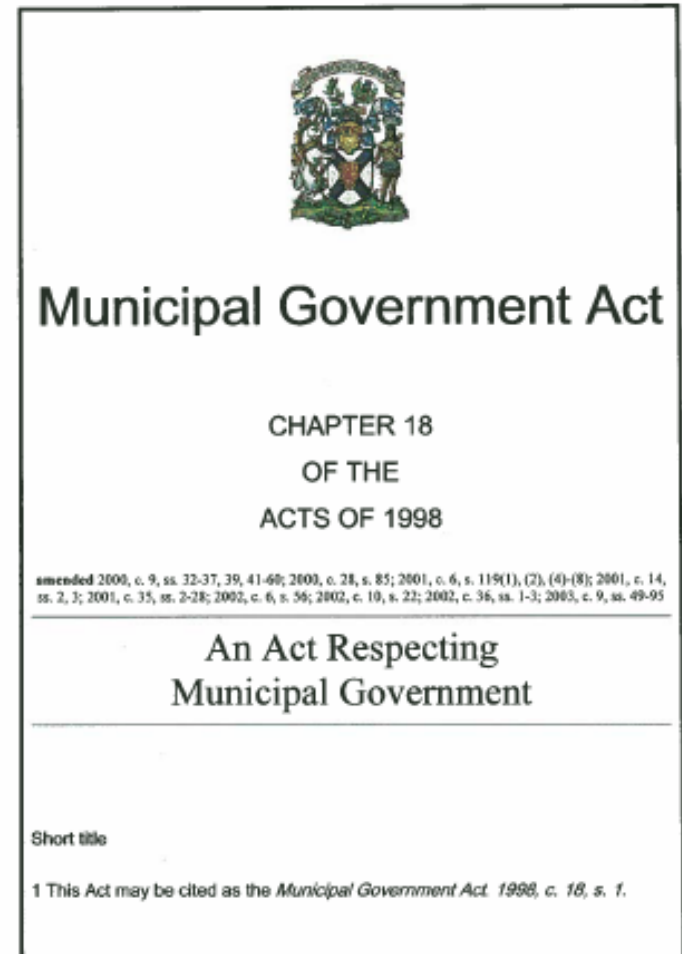 Municipal Government Act
CHAPTER 18
OF THE
ACTS OF 1998
amended 2000, c. 9, ss. 32-37, 39, 41-60; 2000, c. 28, s. 85; 2001, c. 6, s. 119(1), (2), (4)-(8); 2001, c. 14,
ss. 2, 3; 2001, c. 35, ss. 2-28; 2002, c. 6, s. 56; 2002, c. 10, s. 22; 2002, c. 36, ss. 1-3; 2003, c. 9, ss. 49-95
An Act Respecting
Municipal Government
Short title
1 This Act may be cited as the Municipal Government Act. 1998, c. 18, s. 1.